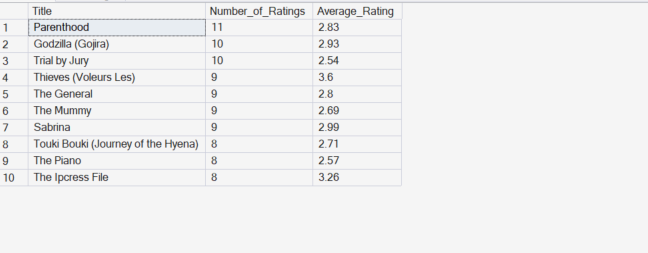 Title Number_of_Ratings Average_Rating
1 Parenthood 11 2.83
2 Godzilla (Gojira) 10 2.93
3 Trial by Jury 10 2.54
4 Thieves (Voleurs Les) 9 3.6
5 The General 9 2.8
6 The Mummy 9 2.69
7 Sabrina 9 2.99
8 Touki Bouki (Journey of the Hyena) 8 2.71
9 The Piano 8 2.57
10 The Ipcress File 8 3.26